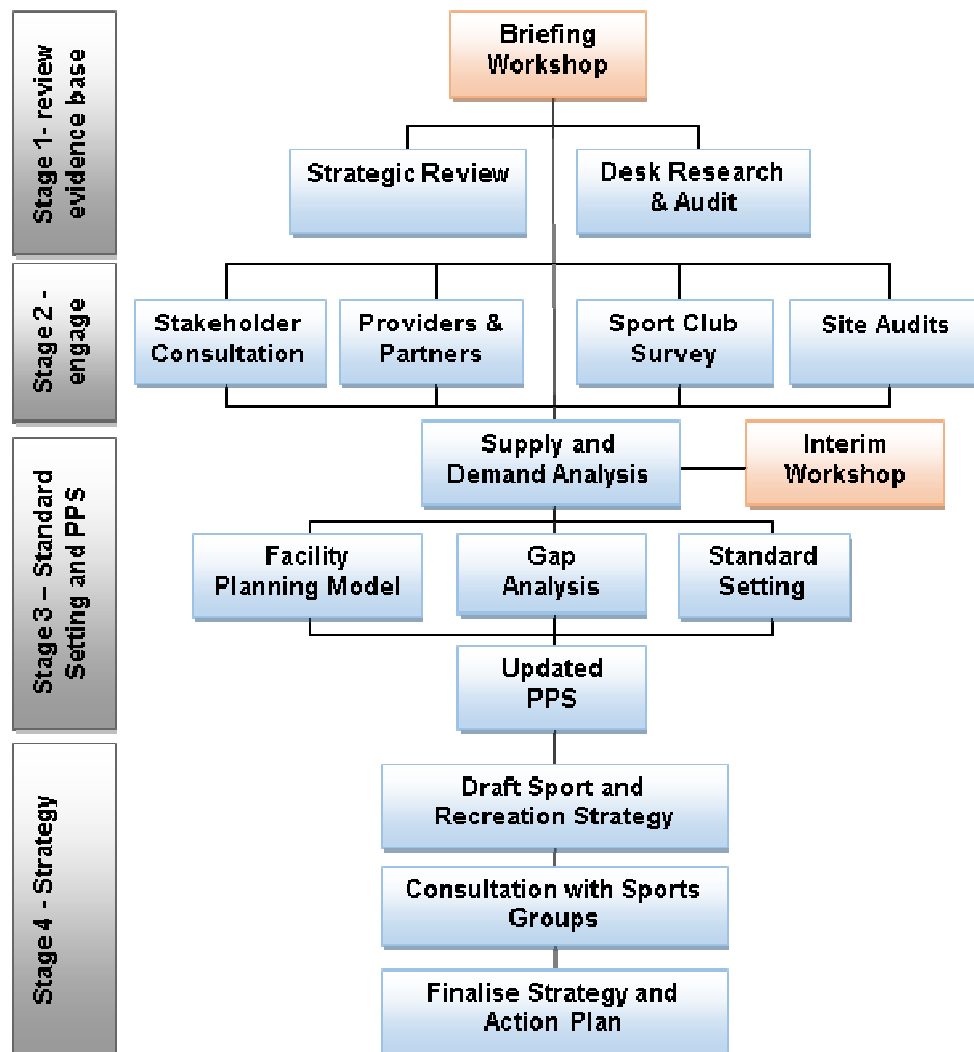 Stage 1- review
evidence base
Briefing
Workshop
Strategic Review
Desk Research
& Audit
Stage 2 -
engage
Stakeholder
Consultation
Providers &
Partners
Sport Club
Survey
Site Audits
Stage 3 – Standard
Setting and PPS
Supply and
Demand Analysis
Interim
Workshop
Facility
Planning Model
Gap
Analysis
Standard
Setting
Updated
PPS
Stage 4 - Strategy
Draft Sport and
Recreation Strategy
Consultation with Sports
Groups
Finalise Strategy and
Action Plan